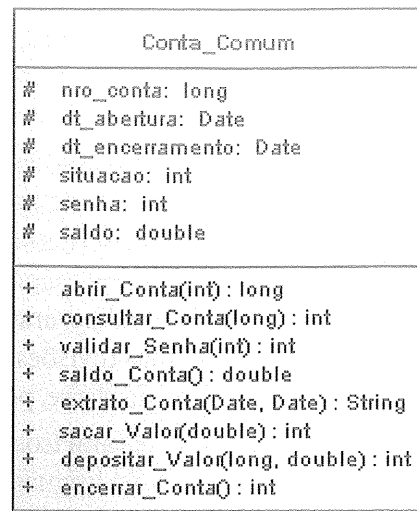 Conta_Comum
# nro_conta: long
# dt_abertura: Date
# dt_encerramento: Date
# situacao: int
# senha: int
# saldo: double
+ abrir_Conta(int) : long
+ consultar_Conta(long) : int
+ validar_Senha(int) : int
+ saldo_Conta() : double
+ extrato_Conta(Date, Date) : String
+ sacar_Valor(double) : int
+ depositar_Valor(long, double) : int
+ encerrar_Conta() : int